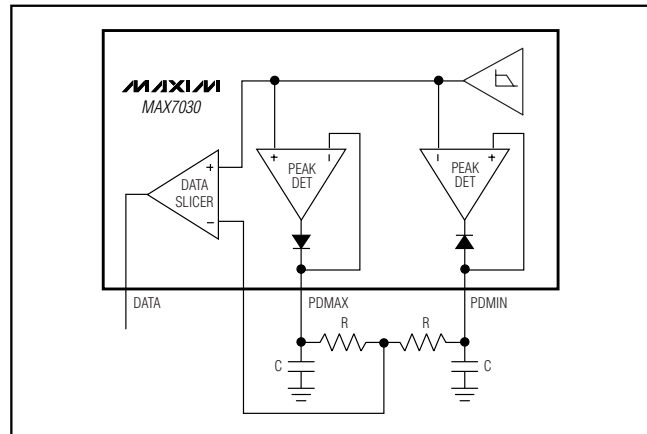 MAXIM
MAX7030
+
−
DATA
SLICER
+
−
PEAK
DET
−
+
PEAK
DET
DATA
PDMAX
PDMIN
R
R
C
C